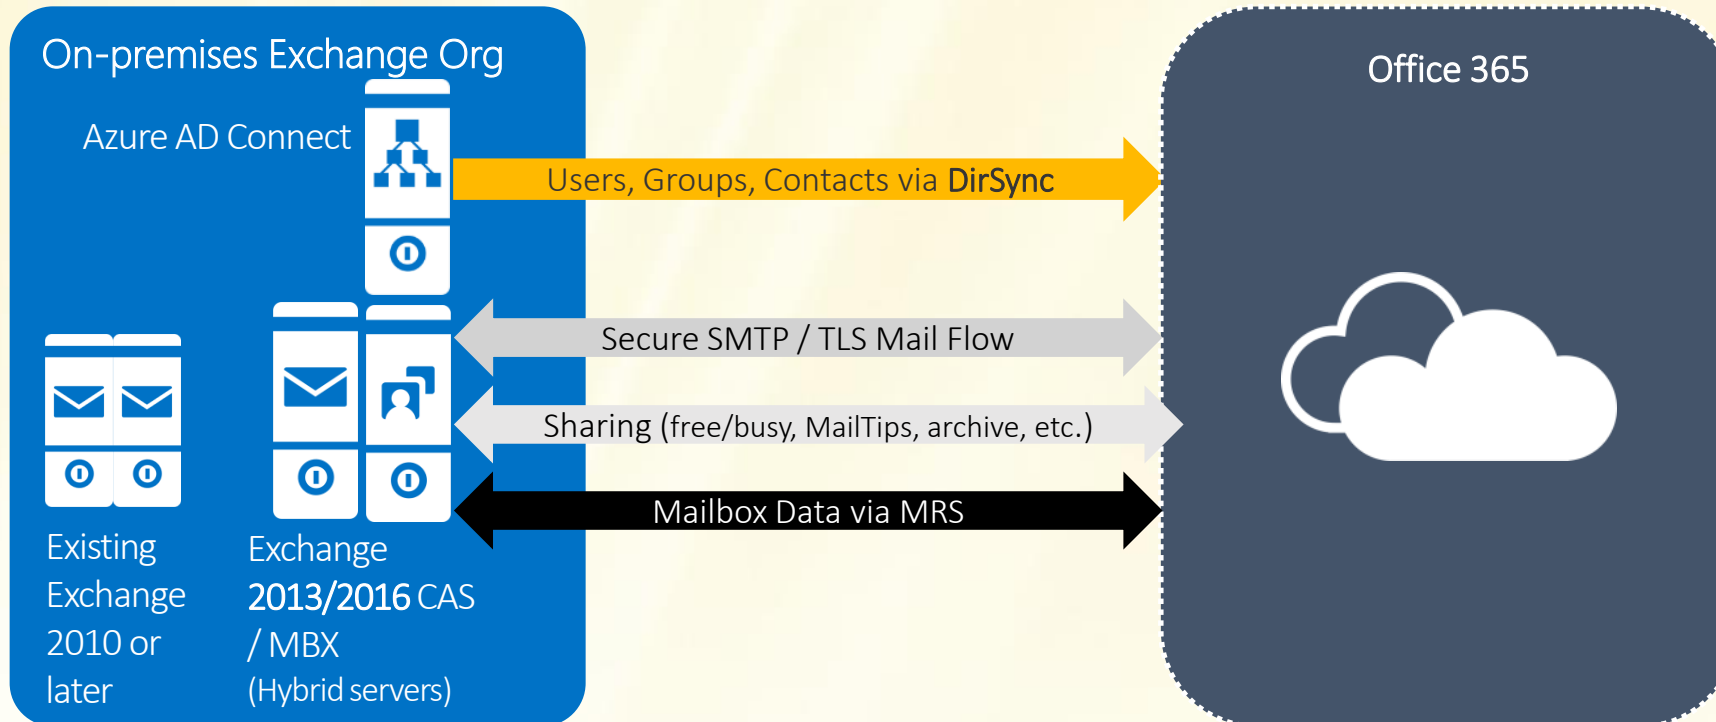 On-premises Exchange Org
Azure AD Connect
Existing
Exchange
2010 or
later
Exchange
2013/2016 CAS
/ MBX
(Hybrid servers)
Users, Groups, Contacts via DirSync
Secure SMTP / TLS Mail Flow
Sharing (free/busy, MailTips, archive, etc.)
Mailbox Data via MRS
Office 365